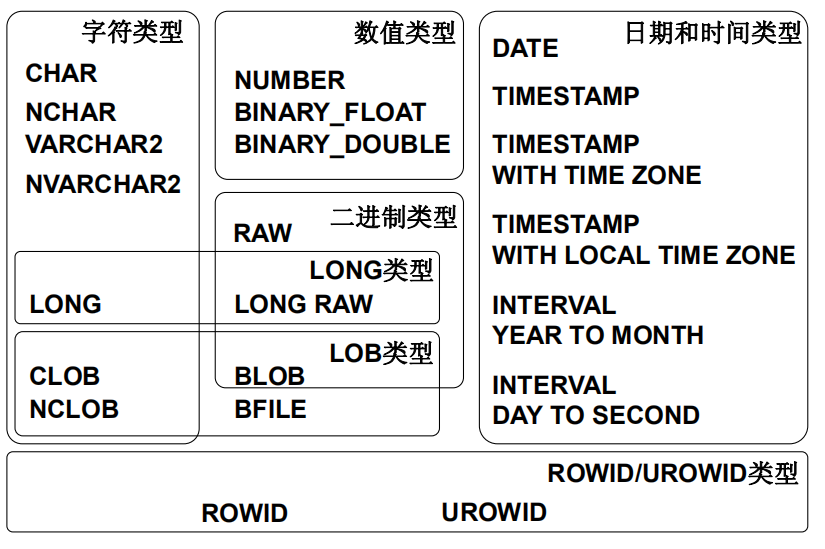 字符类型
CHAR
NCHAR
VARCHAR2
NVARCHAR2
数值类型
NUMBER
BINARY_FLOAT
BINARY_DOUBLE
二进制类型
RAW
LONG类型
LONG
LONG RAW
LOB类型
CLOB
BLOB
NCLOB
BFILE
日期和时间类型
DATE
TIMESTAMP
TIMESTAMP
WITH TIME ZONE
TIMESTAMP
WITH LOCAL TIME ZONE
INTERVAL
YEAR TO MONTH
INTERVAL
DAY TO SECOND
ROWID/UROWID类型
ROWID
UROWID